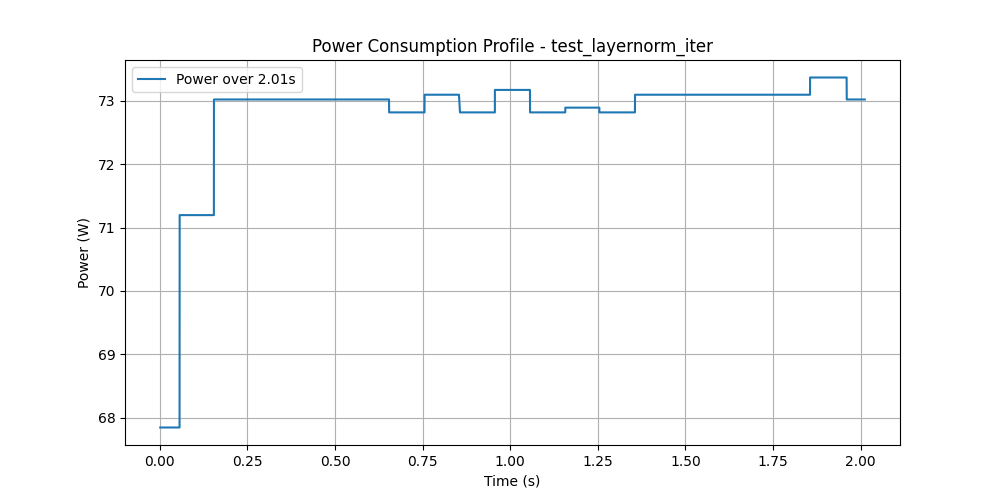 Power Consumption Profile - test_layernorm_iter
Power over 2.01s
Power (W)
73
72
71
70
69
68
0.00 0.25 0.50 0.75 1.00 1.25 1.50 1.75 2.00
Time (s)